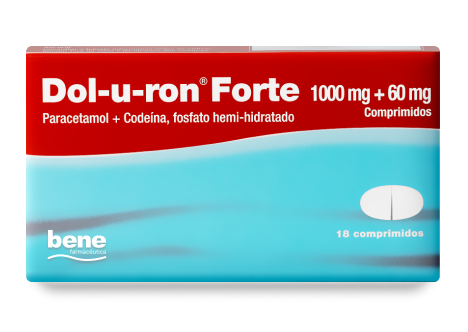 Dol-u-ron® Forte 1000 mg + 60 mg
Paracetamol + Codeína, fosfato hemi-hidratado Comprimidos
18 comprimidos
bene
farmacêutica